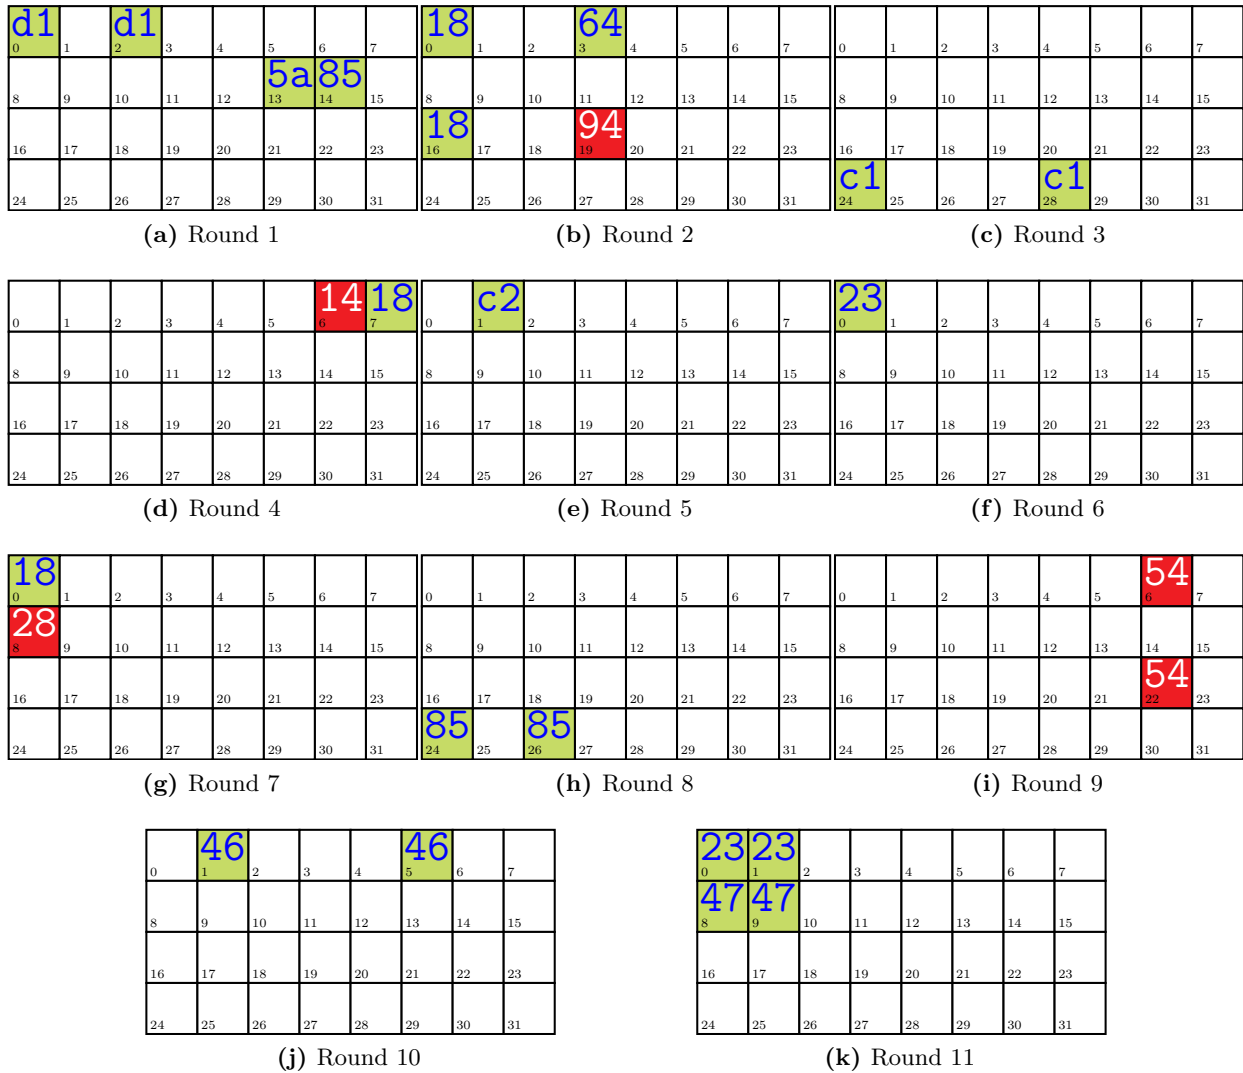 d1 d1
0 1 2 3 4 5 6 7
5a 85
8 9 10 11 12 13 14 15
16 17 18 19 20 21 22 23
24 25 26 27 28 29 30 31
(a) Round 1
18 64
0 1 2 3 4 5 6 7
8 9 10 11 12 13 14 15
18 94
16 17 18 19 20 21 22 23
24 25 26 27 28 29 30 31
(b) Round 2
0 1 2 3 4 5 6 7
8 9 10 11 12 13 14 15
16 17 18 19 20 21 22 23
c1 c1
24 25 26 27 28 29 30 31
(c) Round 3
14 18
0 1 2 3 4 5 6 7
8 9 10 11 12 13 14 15
16 17 18 19 20 21 22 23
24 25 26 27 28 29 30 31
(d) Round 4
c2
0 1 2 3 4 5 6 7
8 9 10 11 12 13 14 15
16 17 18 19 20 21 22 23
24 25 26 27 28 29 30 31
(e) Round 5
23
0 1 2 3 4 5 6 7
8 9 10 11 12 13 14 15
16 17 18 19 20 21 22 23
24 25 26 27 28 29 30 31
(f) Round 6
18
0 1 2 3 4 5 6 7
28
8 9 10 11 12 13 14 15
16 17 18 19 20 21 22 23
24 25 26 27 28 29 30 31
(g) Round 7
0 1 2 3 4 5 6 7
8 9 10 11 12 13 14 15
16 17 18 19 20 21 22 23
85 85
24 25 26 27 28 29 30 31
(h) Round 8
54
0 1 2 3 4 5 6 7
8 9 10 11 12 13 14 15
54
16 17 18 19 20 21 22 23
24 25 26 27 28 29 30 31
(i) Round 9
46 46
0 1 2 3 4 5 6 7
8 9 10 11 12 13 14 15
16 17 18 19 20 21 22 23
24 25 26 27 28 29 30 31
(j) Round 10
23 23
0 1 2 3 4 5 6 7
47 47
8 9 10 11 12 13 14 15
16 17 18 19 20 21 22 23
24 25 26 27 28 29 30 31
(k) Round 11